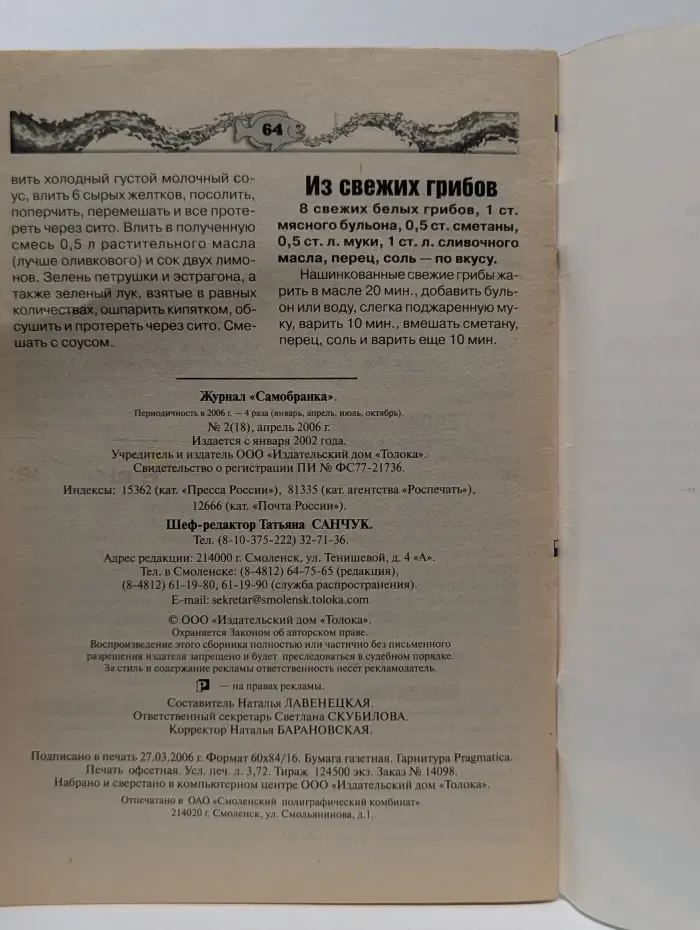 64
вить холодный густой молочный со-
ус, влить 6 сырых желтков, посолить,
поперчить, перемешать и все проте-
реть через сито. Влить в полученную
смесь 0,5 л растительного масла
(лучше оливкового) и сок двух лимо-
нов. Зелень петрушки и эстрагона, а
также зеленый лук, взятые в равных
количествах, ошпарить кипятком, об-
сушить и протереть через сито. Сме-
шать с соусом.
Из свежих грибов
8 свежих белых грибов, 1 ст.
мясного бульона, 0,5 ст. сметаны,
0,5 ст. л. муки, 1 ст. л. сливочного
масла, перец, соль — по вкусу.
Нашинкованные свежие грибы жа-
рить в масле 20 мин., добавить буль-
он или воду, слегка поджаренную му-
ку, варить 10 мин., вмешать сметану,
перец, соль и варить еще 10 мин.
Журнал «Самобранка».
Периодичность в 2006 г. — 4 раза (январь, апрель, июль, октябрь).
№ 2(18), апрель 2006 г.
Издается с января 2002 года.
Учредитель и издатель ООО «Издательский дом «Толока».
Свидетельство о регистрации ПИ № ФС77-21736.
Индексы: 15362 (кат. «Пресса России»), 81335 (кат. агентства «Роспечать»),
12666 (кат. «Почта России»).
Шеф-редактор Татьяна САНЧУК.
Тел. (8-10-375-222) 32-71-36.
Адрес редакции: 214000 г. Смоленск, ул. Тенишевой, д. 4 «А».
Тел. в Смоленске: (8-4812) 64-75-65 (редакция),
(8-4812) 61-19-80, 61-19-90 (служба распространения).
E-mail: sekretar@smolensk.toloka.com
© ООО «Издательский дом «Толока».
Охраняется Законом об авторском праве.
Воспроизведение этого сборника полностью или частично без письменного
разрешения издателя запрещено и будет преследоваться в судебном порядке.
За стиль и содержание рекламы ответственность несёт рекламодатель.
Р — на правах рекламы.
Составитель Наталья ЛАВЕНЕЦКАЯ.
Ответственный секретарь Светлана СКУБИЛОВА.
Корректор Наталья БАРАНОВСКАЯ.
Подписано в печать 27.03.2006 г. Формат 60х84/16. Бумага газетная. Гарнитура Pragmatica.
Печать офсетная. Усл. печ. л. 3,72. Тираж 124500 экз. Заказ № 14098.
Набрано и сверстано в компьютерном центре ООО «Издательский дом «Толока».
Отпечатано в ОАО «Смоленский полиграфический комбинат»
214020 г. Смоленск, ул. Смольянинова, д.1.